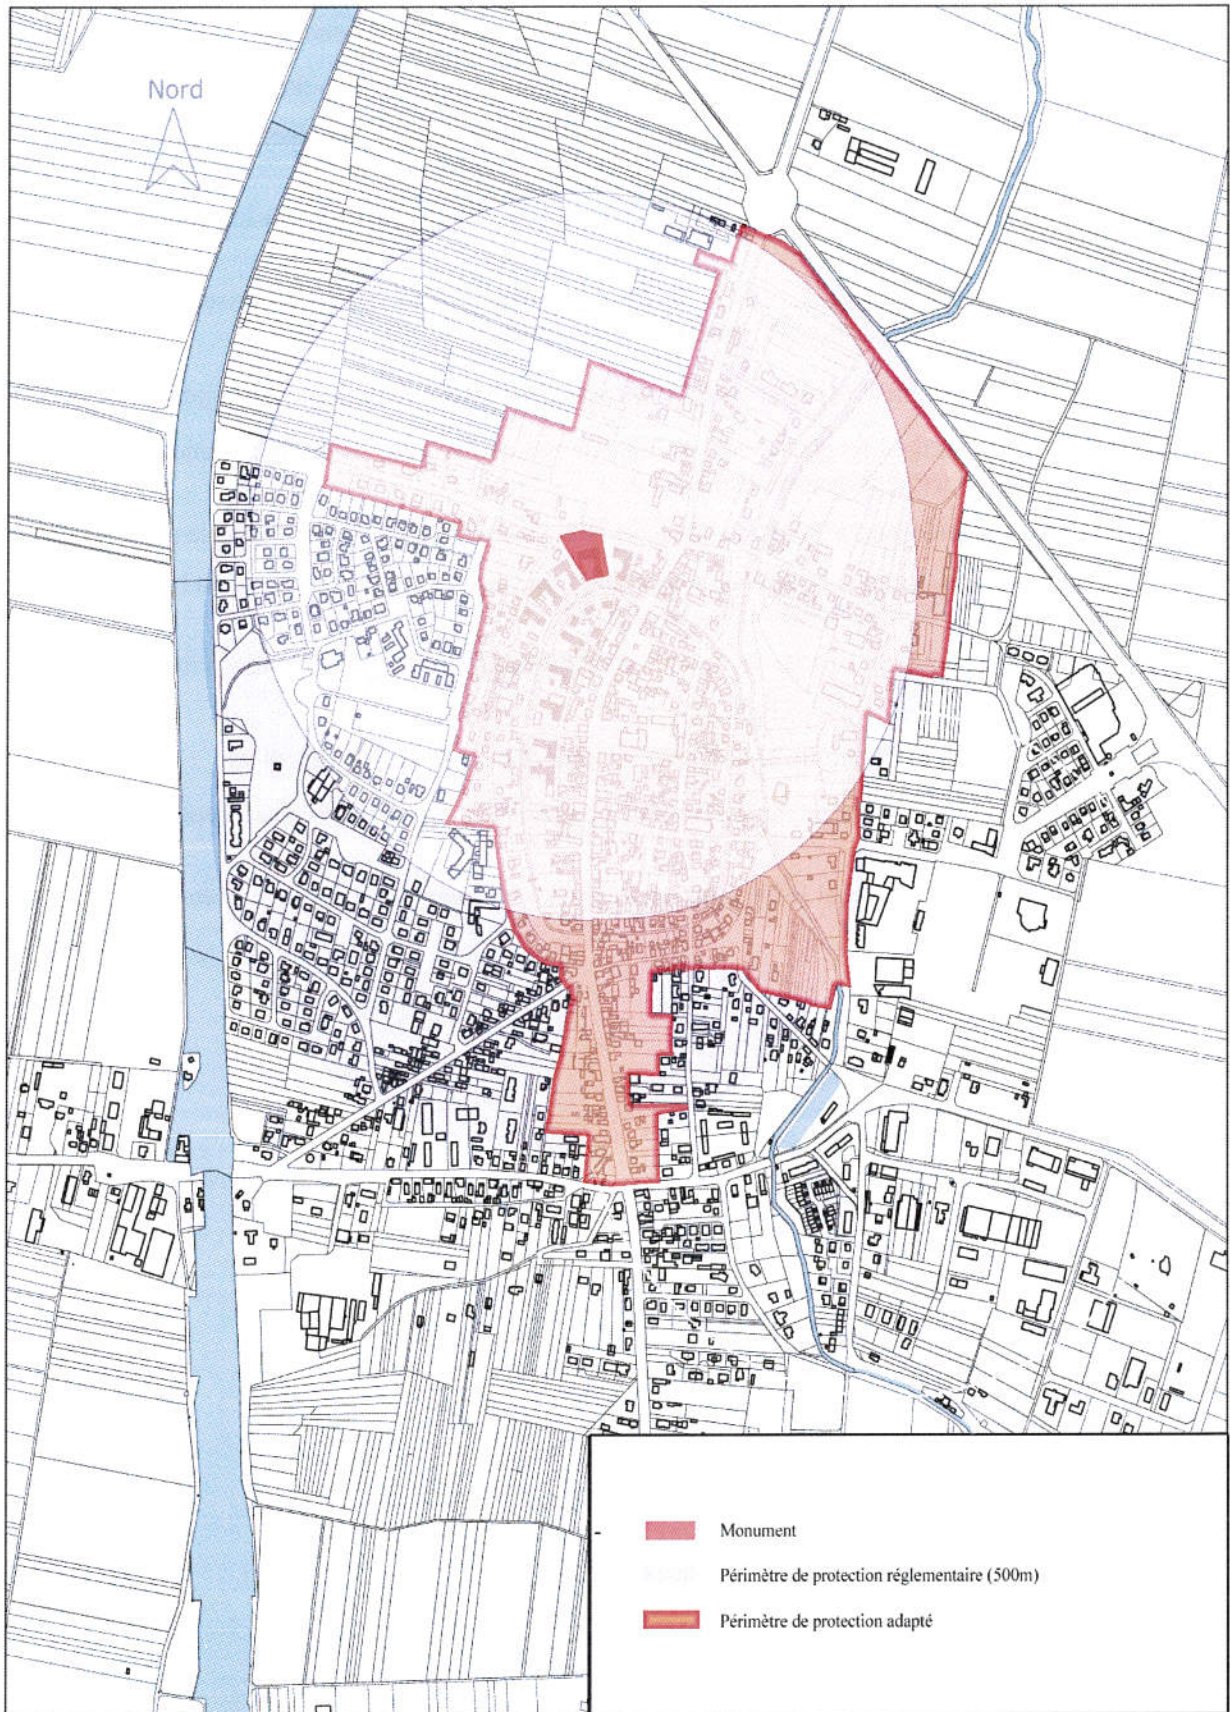 Nord
Monument
Périmètre de protection réglementaire (500m)
Périmètre de protection adapté